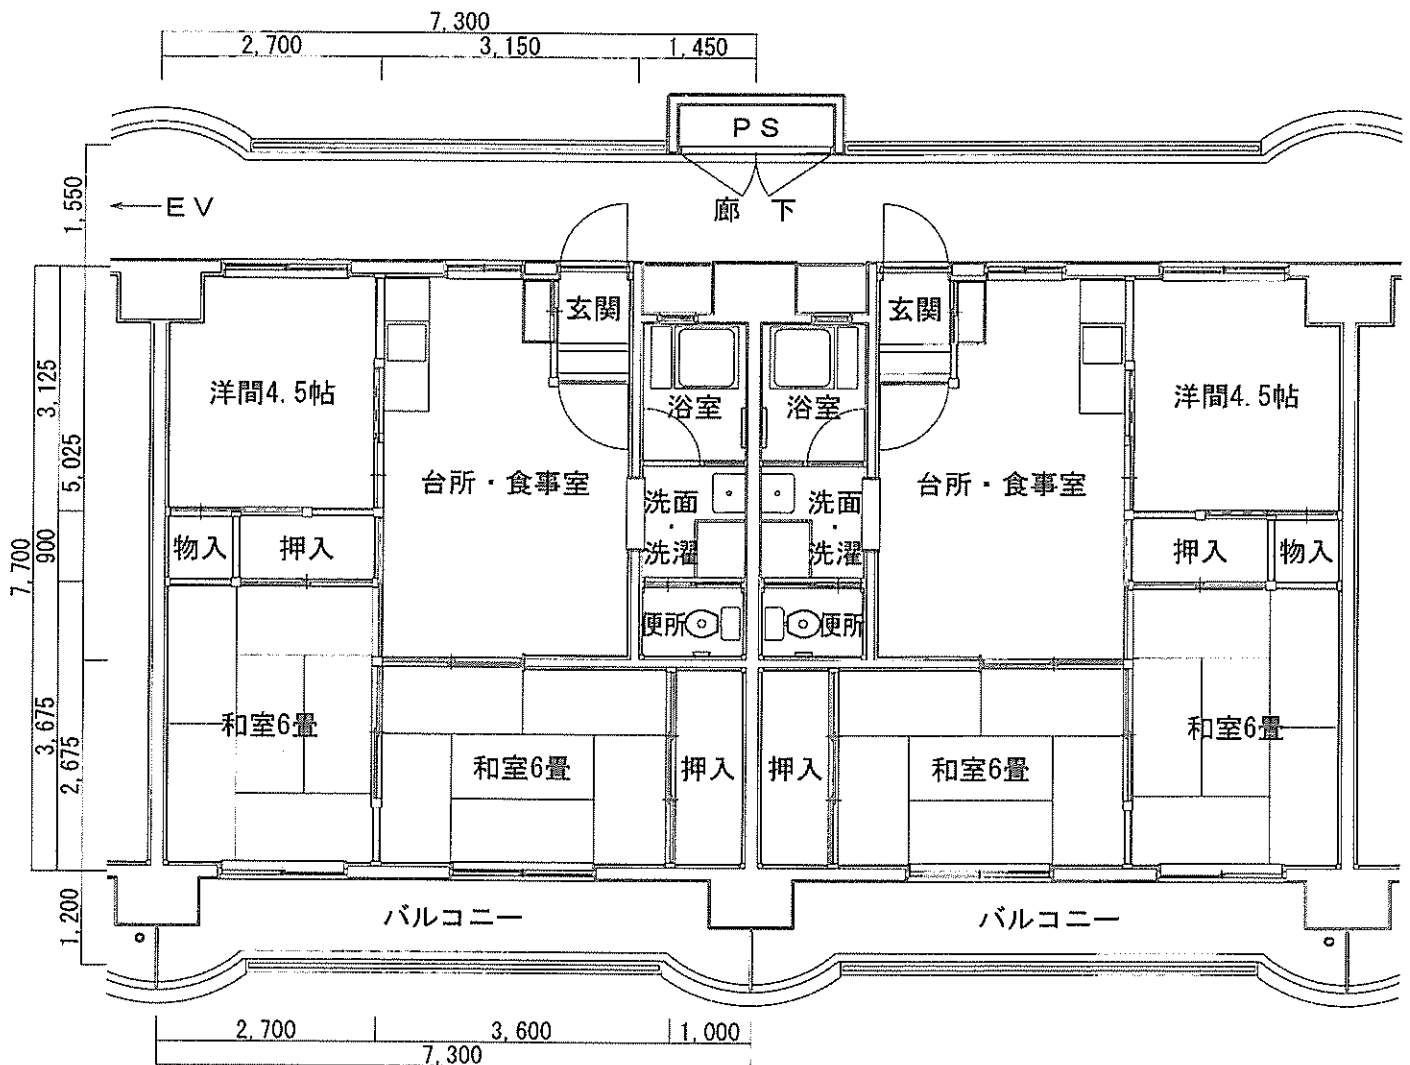 7,300
2,700 3,150 1,450
PS
1,550
←EV
廊 下
玄関 玄関
3,125
洋間4.5帖 浴室 浴室 洋間4.5帖
5,025
台所・食事室 台所・食事室
洗面・洗濯 洗面・洗濯
7,700
900
物入 押入 押入 物入
便所 便所
3,675
2,675
和室6畳 和室6畳
和室6畳 押入 押入 和室6畳
1,200
バルコニー バルコニー
2,700 3,600 1,000
7,300